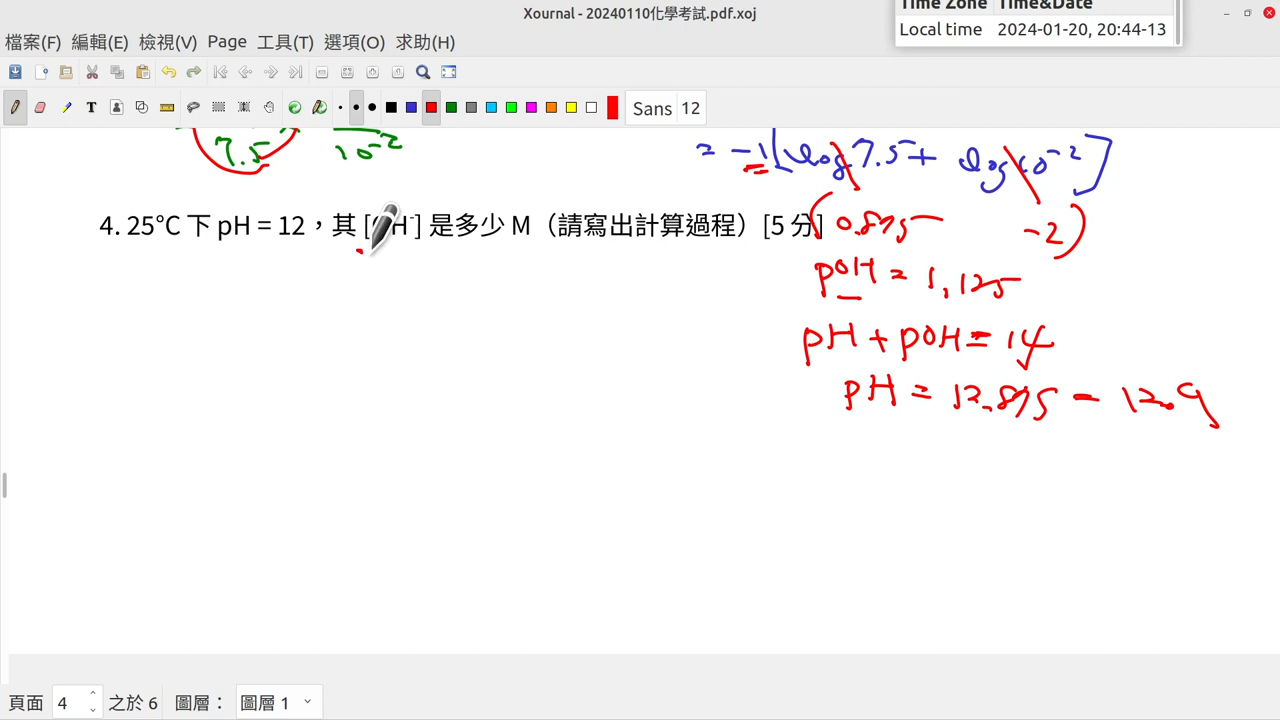 Xournal - 20240110化學考試.pdf.xoj
Time Zone Time&Date
Local time 2024-01-20, 20:44-13
檔案(F) 編輯(E) 檢視(V) Page 工具(T) 選項(O) 求助(H)
Sans 12
7.5
10⁻²
= -1[log 7.5 + log 10⁻²]
4. 25°C 下 pH = 12，其 [ H⁻] 是多少 M（請寫出計算過程）[5 分]
(0.875 -2)
pOH = 1.125
pH + pOH = 14
pH = 12.875 = 12.9
頁面 4 之於 6 圖層： 圖層 1